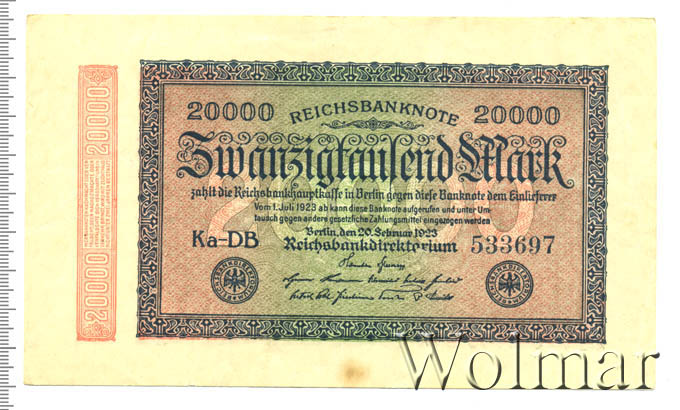 20000
REICHSBANKNOTE
20000
Zwanzigtausend Mark
zahlt die Reichsbankhauptkasse in Berlin gegen diese Banknote dem Einlieferer
Vom 1. Juli 1923 ab kann diese Banknote aufgerufen und unter Um-
tausch gegen andere gesetzliche Zahlungsmittel eingezogen werden
Berlin, den 20. Februar 1923
Ka-DB
Reichsbankdirektorium
533697
20000
20000
Wolmar